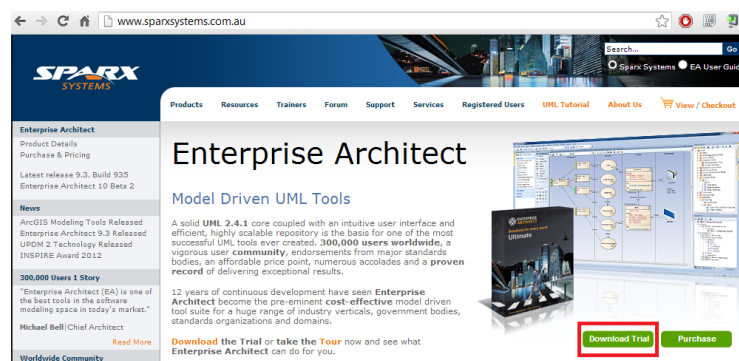 www.sparxsystems.com.au
Search...
Go
Sparx Systems
EA User Guid
SPARX
SYSTEMS
Products
Resources
Trainers
Forum
Support
Services
Registered Users
UML Tutorial
About Us
View / Checkout
Enterprise Architect
Product Details
Purchase & Pricing
Latest release 9.3. Build 935
Enterprise Architect 10 Beta 2
News
ArcGIS Modeling Tools Released
Enterprise Architect 9.3 Released
UPDM 2 Technology Released
INSPIRE Award 2012
300,000 Users 1 Story
"Enterprise Architect (EA) is one of
the best tools in the software
modeling space in today's market."
Michael Bell|Chief Architect
Read More
Worldwide Community
Enterprise Architect
Model Driven UML Tools
A solid UML 2.4.1 core coupled with an intuitive user interface and
efficient, highly scalable repository is the basis for one of the most
successful UML tools ever created. 300,000 users worldwide, a
vigorous user community, endorsements from major standards
bodies, an affordable price point, numerous accolades and a proven
record of delivering exceptional results.
12 years of continuous development have seen Enterprise
Architect become the pre-eminent cost-effective model driven
tool suite for a huge range of industry verticals, government bodies,
standards organizations and domains.
Download the Trial or take the Tour now and see what
Enterprise Architect can do for you.
ENTERPRISE
ARCHITECT
Ultimate
Download Trial
Purchase